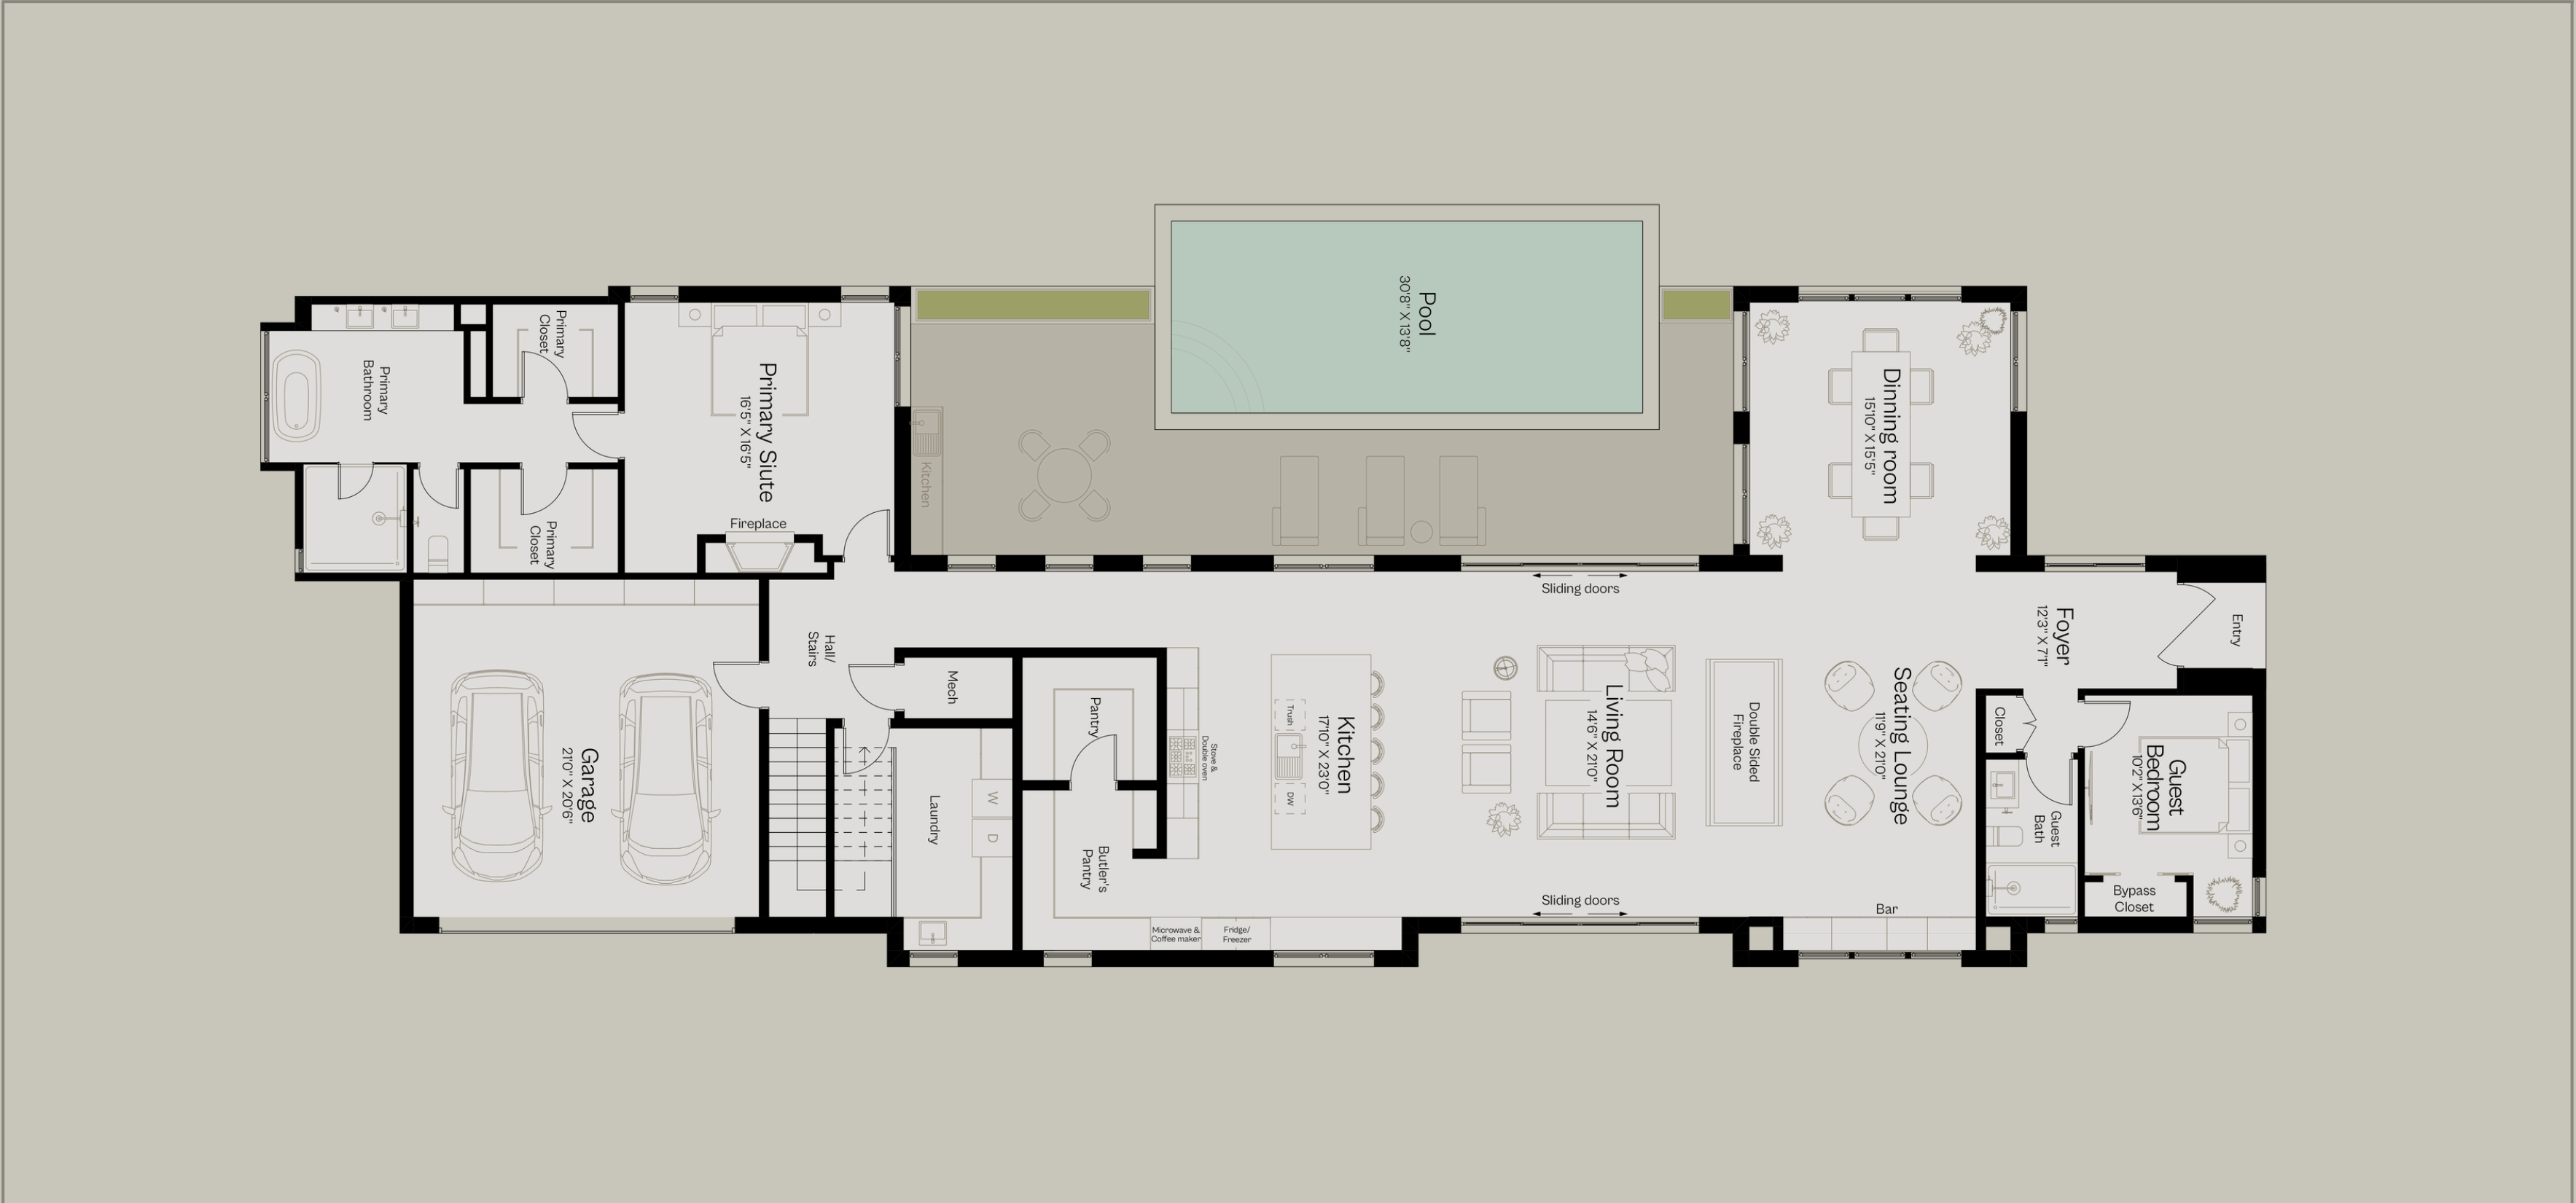 Primary
Closet
Primary
Bathroom
Primary Siute
16'5" X 16'5"
Fireplace
Primary
Closet
Kitchen
Pool
30'8" X 13'8"
Dinning room
15'10" X 15'5"
Sliding doors
Foyer
12'3" X 7'1"
Entry
Hall/
Stairs
Mech
Pantry
Stove &
Double oven
Trush
DW
Kitchen
17'10" X 23'0"
Living Room
14'6" X 21'0"
Double Sided
Fireplace
Seating Lounge
11'9" X 21'0"
Closet
Guest
Bedroom
10'2" X 13'6"
Guest
Bath
Bypass
Closet
Garage
21'0" X 20'6"
Laundry
W
D
Butler's
Pantry
Microwave &
Coffee maker
Fridge/
Freezer
Sliding doors
Bar